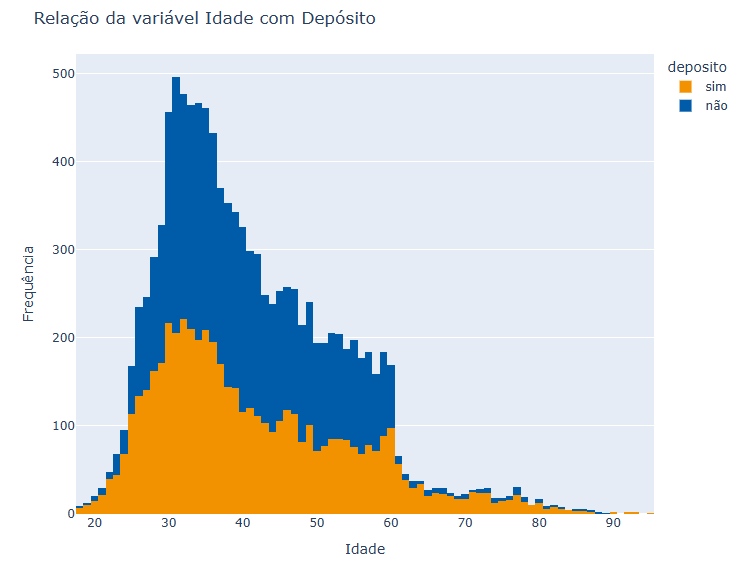 Relação da variável Idade com Depósito
deposito
sim
não
Frequência
500
400
300
200
100
0
20 30 40 50 60 70 80 90
Idade